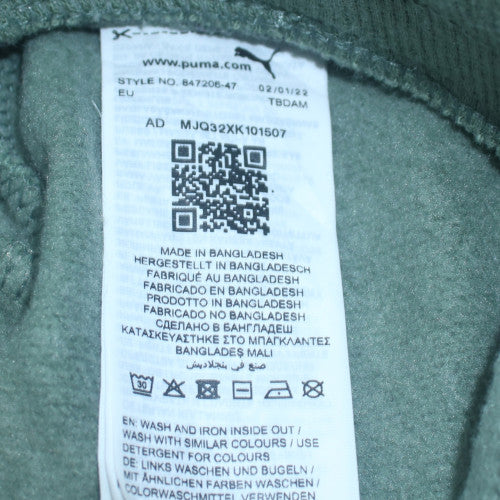 www.puma.com
STYLE NO. 847206-47 02/01/22
EU TBDAM
AD MJQ32XK101507
MADE IN BANGLADESH
HERGESTELLT IN BANGLADESCH
FABRIQUÉ AU BANGLADESH
FABRICADO EN BANGLADESH
PRODOTTO IN BANGLADESH
FABRICADO NO BANGLADESH
СДЕЛАНО В БАНГЛАДЕШ
ΚΑΤΑΣΚΕΥΑΣΤΗΚΕ ΣΤΟ ΜΠΑΓΚΛΑΝΤΕΣ
BANGLADEŞ MALI
صنع في بنجلاديش
30
EN: WASH AND IRON INSIDE OUT /
WASH WITH SIMILAR COLOURS / USE
DETERGENT FOR COLOURS
DE: LINKS WASCHEN UND BUGELN /
MIT ÄHNLICHEN FARBEN WASCHEN /
COLORWASCHMITTEL VERWENDEN